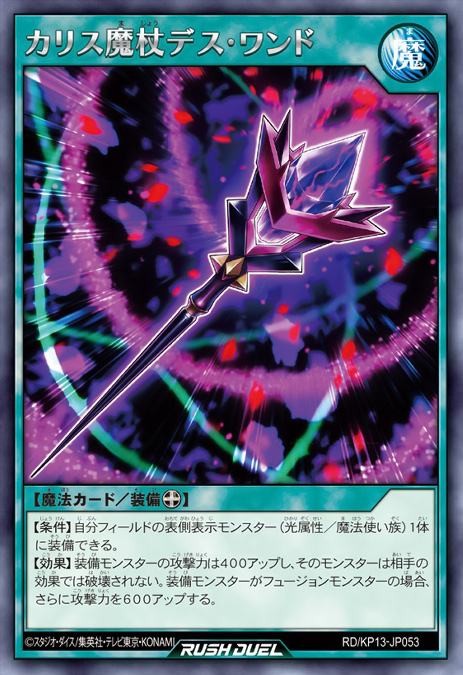 カリス魔杖デス・ワンド
魔
【魔法カード／装備】
【条件】自分フィールドの表側表示モンスター（光属性／魔法使い族）1体
に装備できる。
【効果】装備モンスターの攻撃力は400アップし、そのモンスターは相手の
効果では破壊されない。装備モンスターがフュージョンモンスターの場合、
さらに攻撃力を600アップする。
©スタジオ・ダイス/集英社・テレビ東京・KONAMI
RUSH DUEL
RD/KP13-JP053